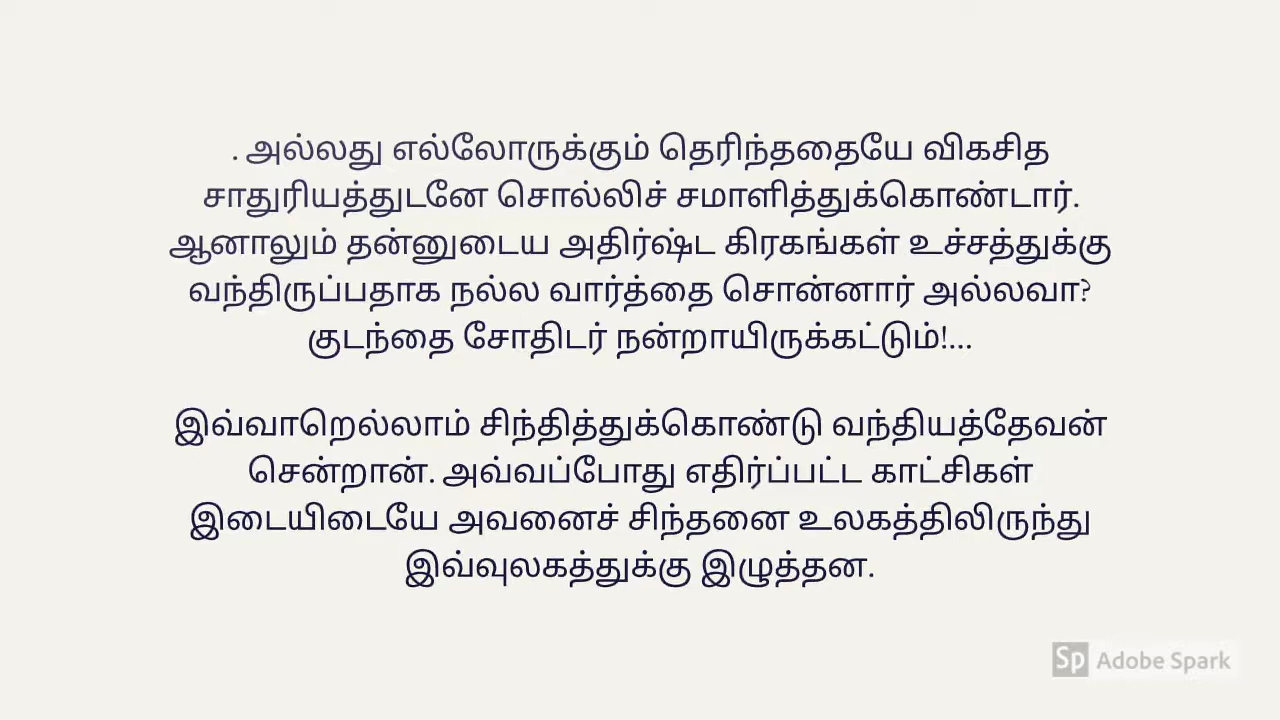 . அல்லது எல்லோருக்கும் தெரிந்ததையே விகசித
சாதுரியத்துடனே சொல்லிச் சமாளித்துக்கொண்டார்.
ஆனாலும் தன்னுடைய அதிர்ஷ்ட கிரகங்கள் உச்சத்துக்கு
வந்திருப்பதாக நல்ல வார்த்தை சொன்னார் அல்லவா?
குடந்தை சோதிடர் நன்றாயிருக்கட்டும்!...
இவ்வாறெல்லாம் சிந்தித்துக்கொண்டு வந்தியத்தேவன்
சென்றான். அவ்வப்போது எதிர்ப்பட்ட காட்சிகள்
இடையிடையே அவனைச் சிந்தனை உலகத்திலிருந்து
இவ்வுலகத்துக்கு இழுத்தன.
Sp Adobe Spark